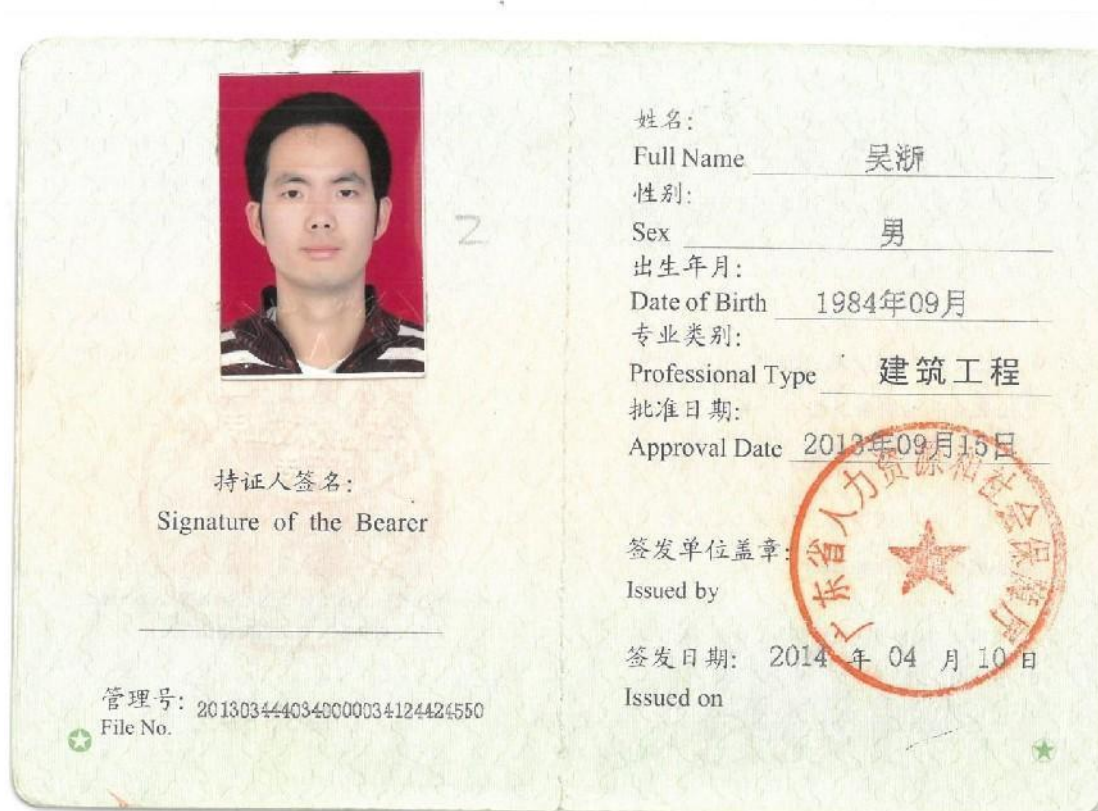 Z
持证人签名:
Signature of the Bearer
管理号: 
File No.
姓名:
Full Name 吴浙
性别:
Sex 男
出生年月:
Date of Birth 1984年09月
专业类别:
Professional Type 建筑工程
批准日期:
Approval Date 2013年09月15日
广东省人力资源和社会保障厅
签发单位盖章:
Issued by
签发日期: 2014 年 04 月 10 日
Issued on